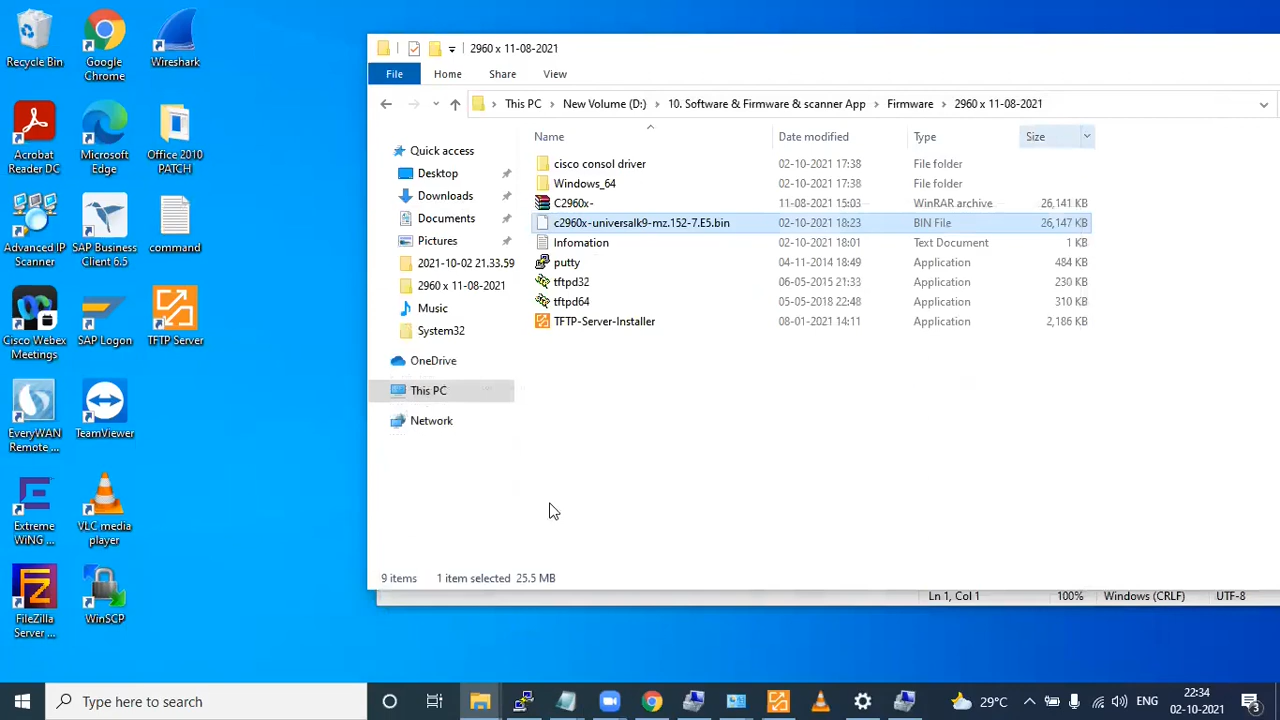 Recycle Bin
Google Chrome
Wireshark
Acrobat Reader DC
Microsoft Edge
Office 2010 PATCH
Advanced IP Scanner
SAP Business Client 6.5
command
Cisco Webex Meetings
SAP Logon
TFTP Server
EveryWAN Remote ...
TeamViewer
Extreme WiNG ...
VLC media player
FileZilla Server ...
WinSCP
2960 x 11-08-2021
File Home Share View
This PC New Volume (D:) 10. Software & Firmware & scanner App Firmware 2960 x 11-08-2021
Name Date modified Type Size
Quick access
Desktop
Downloads
Documents
Pictures
2021-10-02 21.33.59
2960 x 11-08-2021
Music
System32
OneDrive
This PC
Network
cisco consol driver 02-10-2021 17:38 File folder
Windows_64 02-10-2021 17:38 File folder
C2960x- 11-08-2021 15:03 WinRAR archive 26,141 KB
c2960x-universalk9-mz.152-7.E5.bin 02-10-2021 18:23 BIN File 26,147 KB
Infomation 02-10-2021 18:01 Text Document 1 KB
putty 04-11-2014 18:49 Application 484 KB
tftpd32 06-05-2015 21:33 Application 230 KB
tftpd64 05-05-2018 22:48 Application 310 KB
TFTP-Server-Installer 08-01-2021 14:11 Application 2,186 KB
9 items 1 item selected 25.5 MB
Ln 1, Col 1 100% Windows (CRLF) UTF-8
Type here to search
29°C ENG 22:34
02-10-2021
3